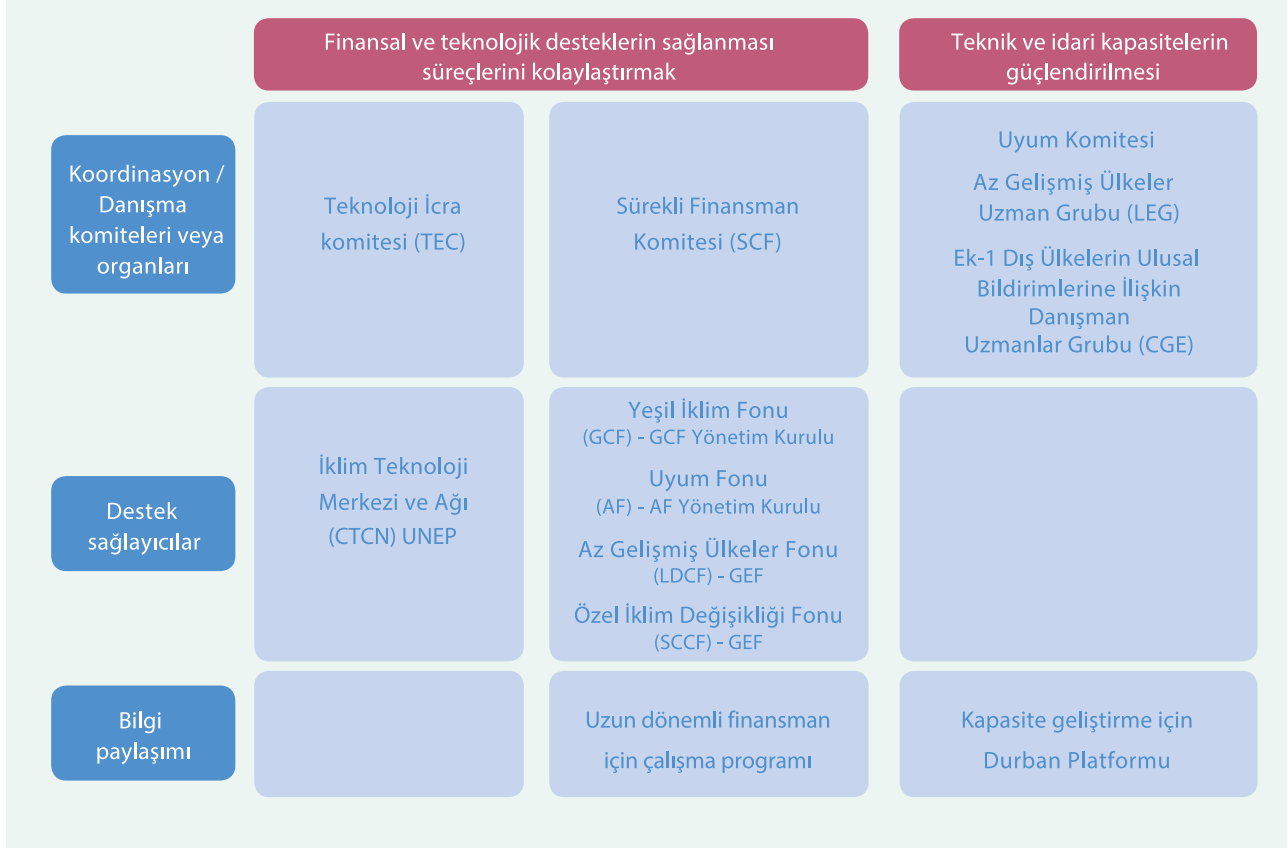 Finansal ve teknolojik desteklerin sağlanması
süreçlerini kolaylaştırmak
Teknik ve idari kapasitelerin
güçlendirilmesi
Koordinasyon /
Danışma
komiteleri veya
organları
Teknoloji İcra
komitesi (TEC)
Sürekli Finansman
Komitesi (SCF)
Uyum Komitesi
Az Gelişmiş Ülkeler
Uzman Grubu (LEG)
Ek-1 Dış Ülkelerin Ulusal
Bildirimlerine İlişkin
Danışman
Uzmanlar Grubu (CGE)
Destek
sağlayıcılar
İklim Teknoloji
Merkezi ve Ağı
(CTCN) UNEP
Yeşil İklim Fonu
(GCF) - GCF Yönetim Kurulu
Uyum Fonu
(AF) - AF Yönetim Kurulu
Az Gelişmiş Ülkeler Fonu
(LDCF) - GEF
Özel İklim Değişikliği Fonu
(SCCF) - GEF
Bilgi
paylaşımı
Uzun dönemli finansman
için çalışma programı
Kapasite geliştirme için
Durban Platformu